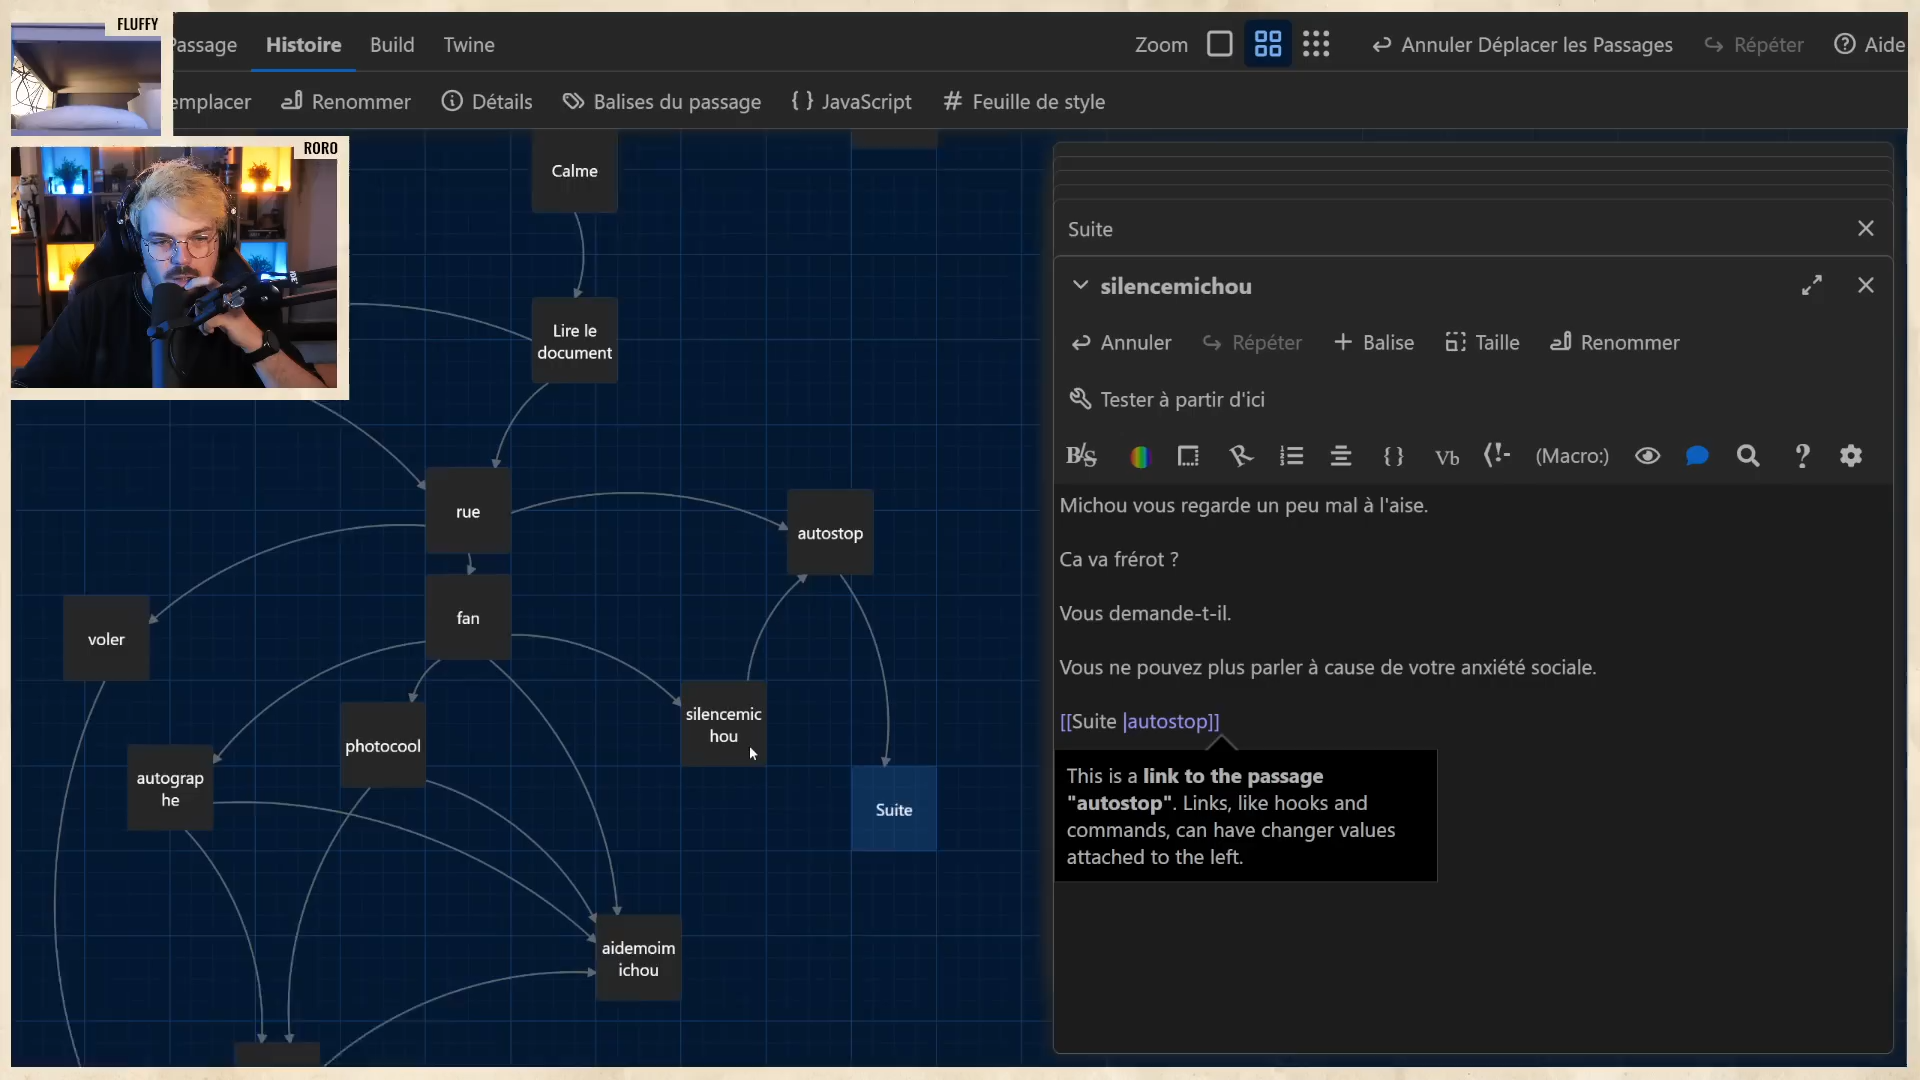 FLUFFY
Passage
Histoire
Build
Twine
Zoom
Annuler Déplacer les Passages
Répéter
Aide
emplacer
Renommer
Détails
Balises du passage
{ } JavaScript
# Feuille de style
RORO
Calme
Lire le
document
rue
fan
autostop
voler
silencemic
hou
photocool
autograp
he
Suite
aidemoim
ichou
Suite
silencemichou
Annuler
Répéter
+ Balise
Taille
Renommer
Tester à partir d'ici
(Macro:)
Michou vous regarde un peu mal à l'aise.
Ca va frérot ?
Vous demande-t-il.
Vous ne pouvez plus parler à cause de votre anxiété sociale.
[[Suite |autostop]]
This is a link to the passage
"autostop". Links, like hooks and
commands, can have changer values
attached to the left.